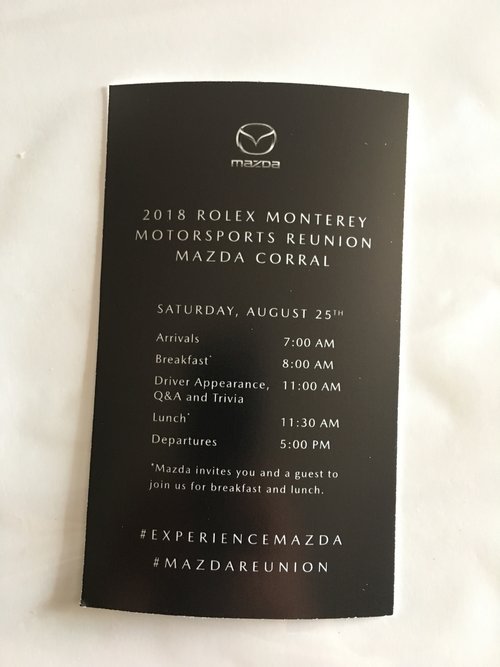 mazda
2018 ROLEX MONTEREY
MOTORSPORTS REUNION
MAZDA CORRAL
SATURDAY, AUGUST 25TH
Arrivals 7:00 AM
Breakfast* 8:00 AM
Driver Appearance, 11:00 AM
Q&A and Trivia
Lunch* 11:30 AM
Departures 5:00 PM
*Mazda invites you and a guest to
join us for breakfast and lunch.
#EXPERIENCEMAZDA
#MAZDAREUNION